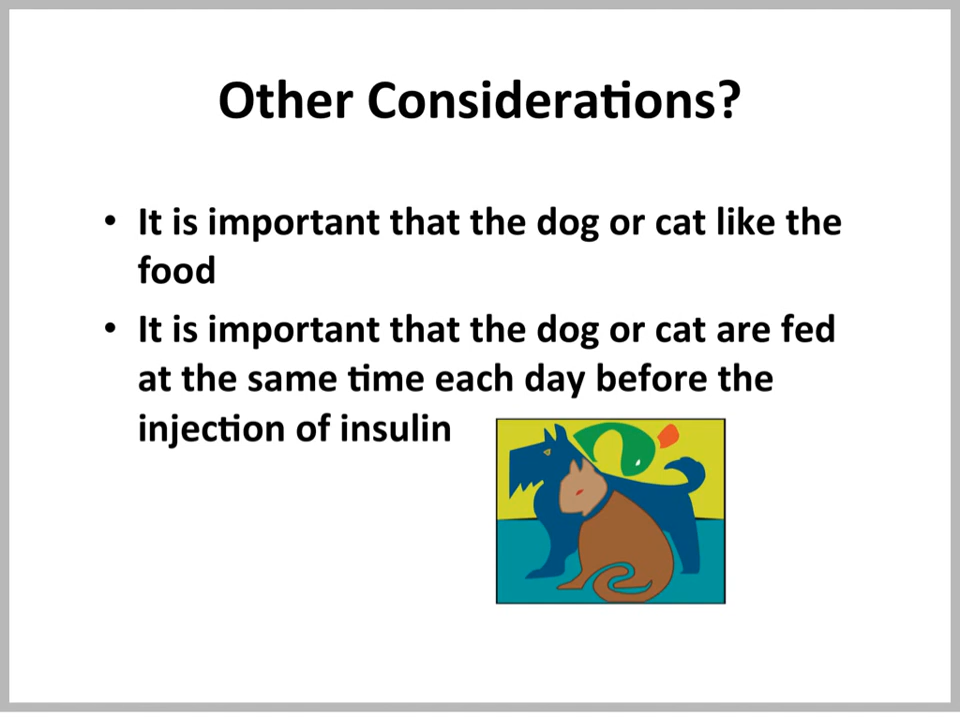 Other Considerations?
• It is important that the dog or cat like the
food
• It is important that the dog or cat are fed
at the same time each day before the
injection of insulin